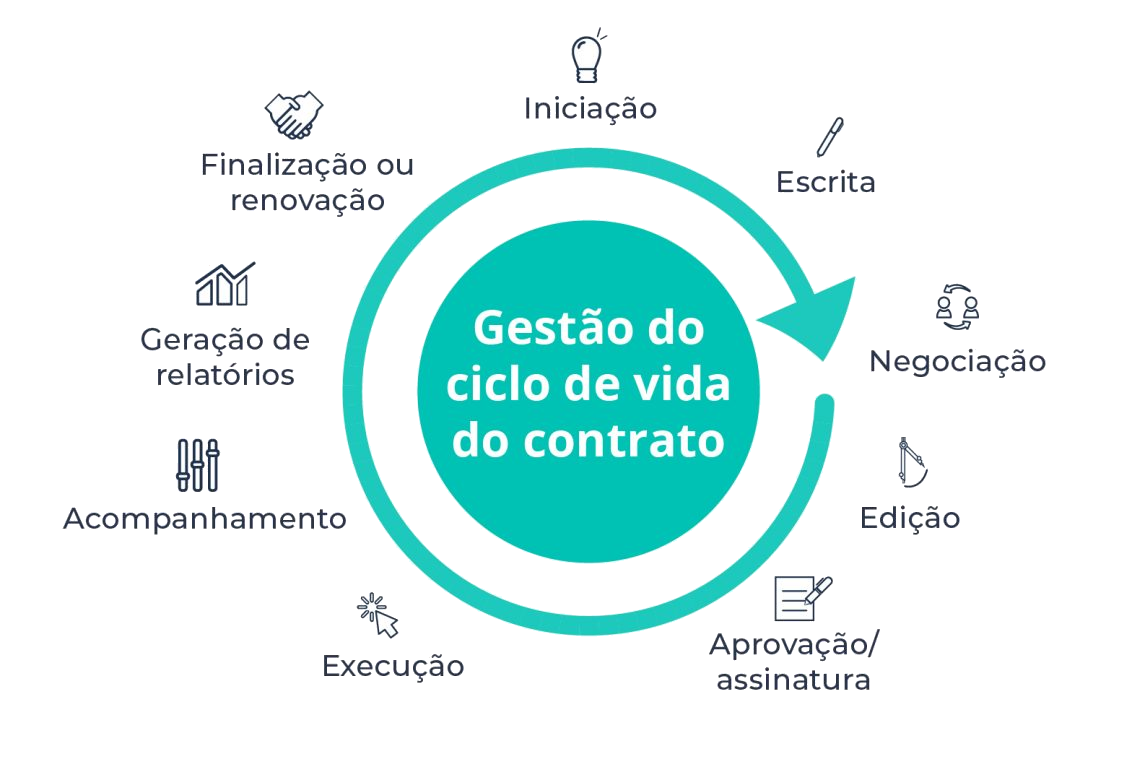 Iniciação
Escrita
Negociação
Edição
Aprovação/
assinatura
Execução
Acompanhamento
Geração de
relatórios
Finalização ou
renovação
Gestão do
ciclo de vida
do contrato